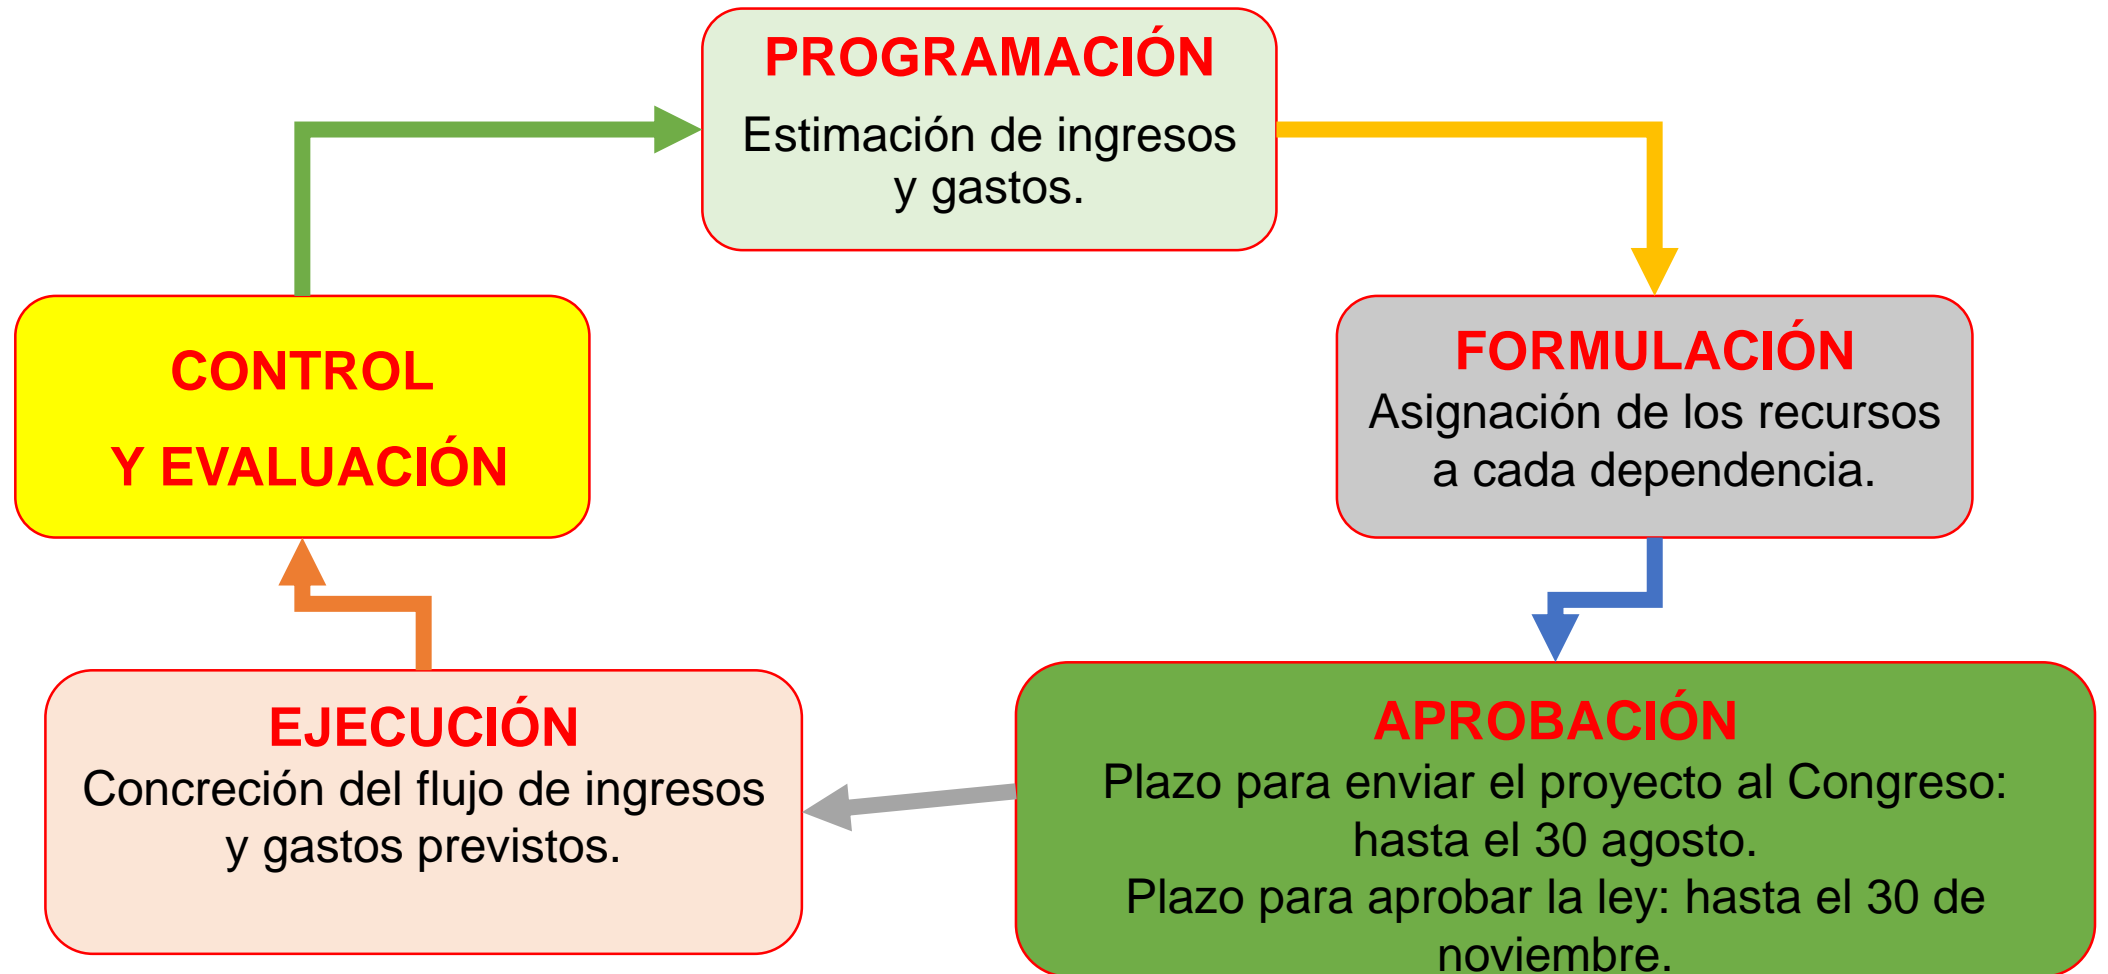 PROGRAMACIÓN
Estimación de ingresos
y gastos.
FORMULACIÓN
Asignación de los recursos
a cada dependencia.
CONTROL
Y EVALUACIÓN
APROBACIÓN
Plazo para enviar el proyecto al Congreso:
hasta el 30 agosto.
Plazo para aprobar la ley: hasta el 30 de
noviembre.
EJECUCIÓN
Concreción del flujo de ingresos
y gastos previstos.